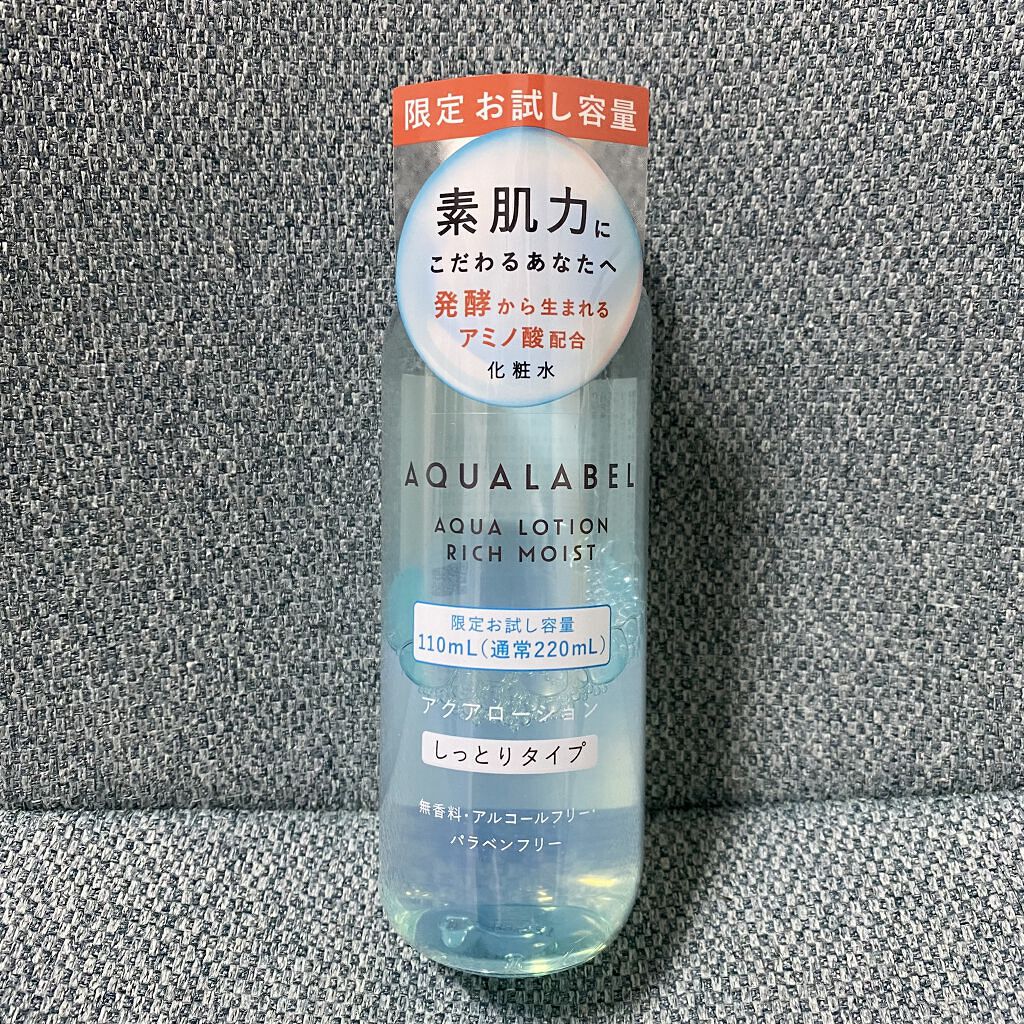 限定 お試し容量
素肌力に
こだわるあなたへ
発酵から生まれる
アミノ酸配合
化粧水
AQUALABEL
AQUA LOTION
RICH MOIST
限定お試し容量
110mL(通常220mL)
アクアローション
しっとりタイプ
無香料・アルコールフリー・
パラベンフリー